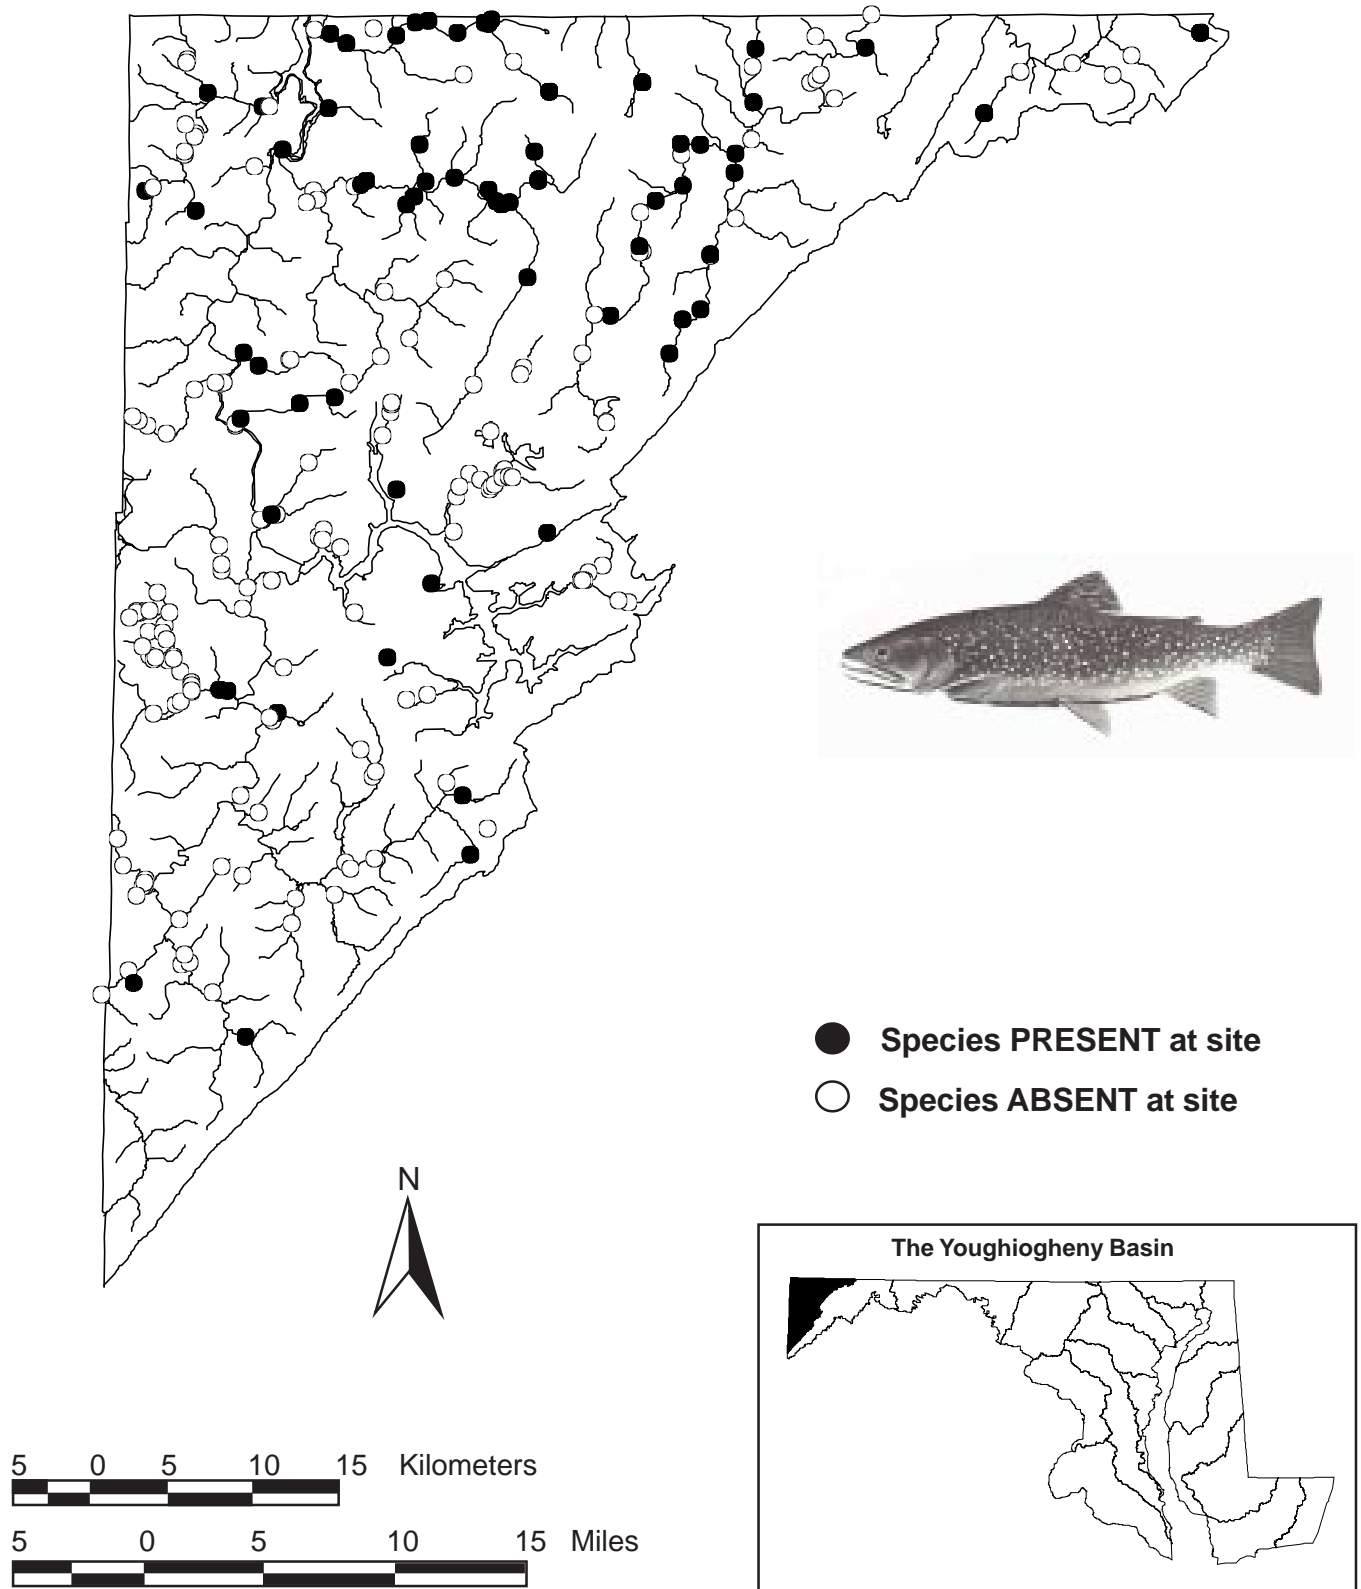 Species PRESENT at site
Species ABSENT at site
N
The Youghiogheny Basin
5 0 5 10 15 Kilometers
5 0 5 10 15 Miles